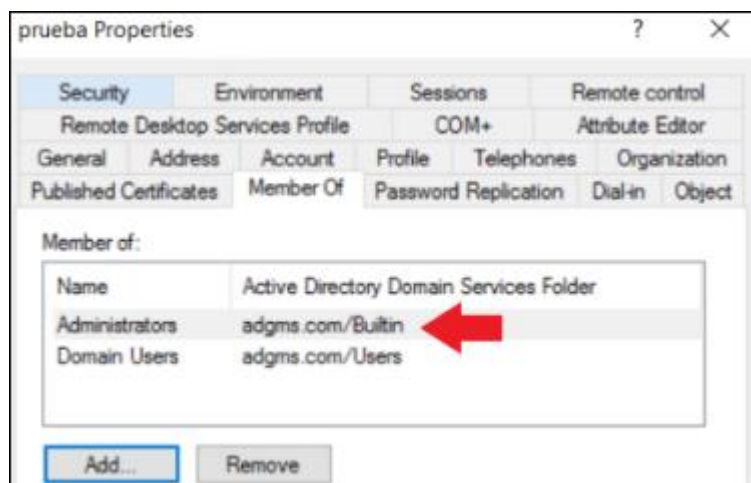 prueba Properties ? ×
Security Environment Sessions Remote control
Remote Desktop Services Profile COM+ Attribute Editor
General Address Account Profile Telephones Organization
Published Certificates Member Of Password Replication Dial-in Object
Member of:
Name Active Directory Domain Services Folder
Administrators adgms.com/Builtin
Domain Users adgms.com/Users
Add... Remove